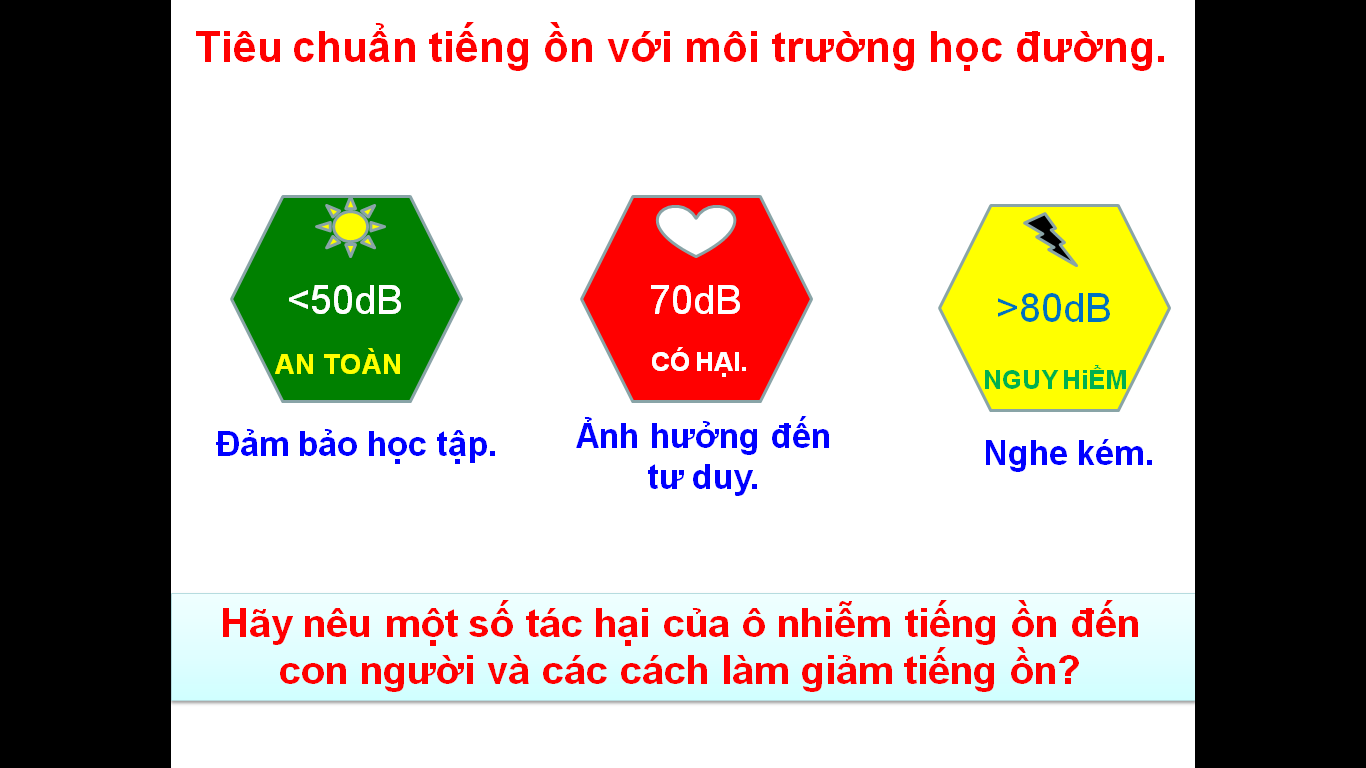 Tiêu chuẩn tiếng ồn với môi trường học đường.
<50dB
AN TOÀN
Đảm bảo học tập.
70dB
CÓ HẠI.
Ảnh hưởng đến
tư duy.
>80dB
NGUY HiỂM
Nghe kém.
Hãy nêu một số tác hại của ô nhiễm tiếng ồn đến
con người và các cách làm giảm tiếng ồn?